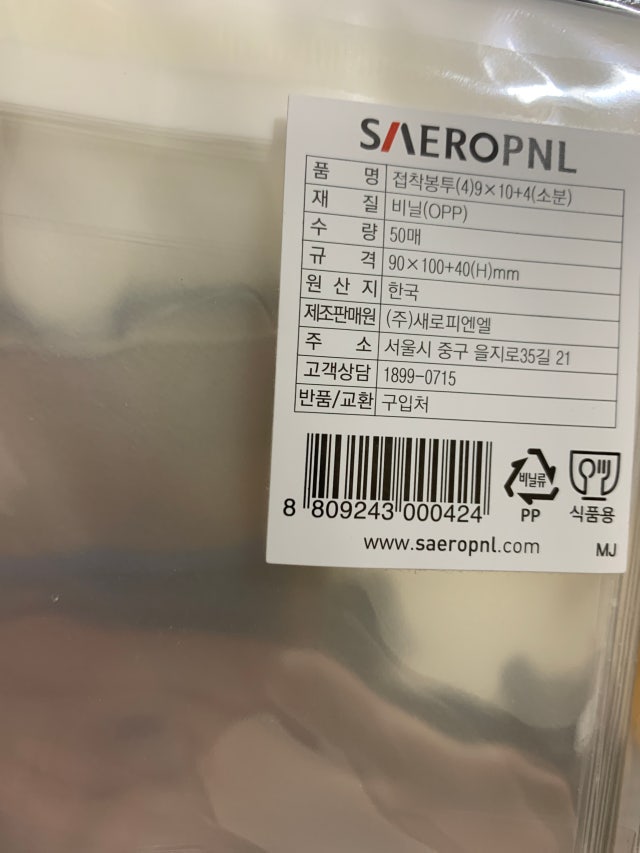 SAEROPNL
품 명 접착봉투(4)9×10+4(소분)
재 질 비닐(OPP)
수 량 50매
규 격 90×100+40(H)mm
원 산 지 한국
제조판매원 (주)새로피엔엘
주 소 서울시 중구 을지로35길 21
고객상담 1899-0715
반품/교환 구입처
비닐류
PP
식품용
8 809243 000424
www.saeropnl.com
MJ